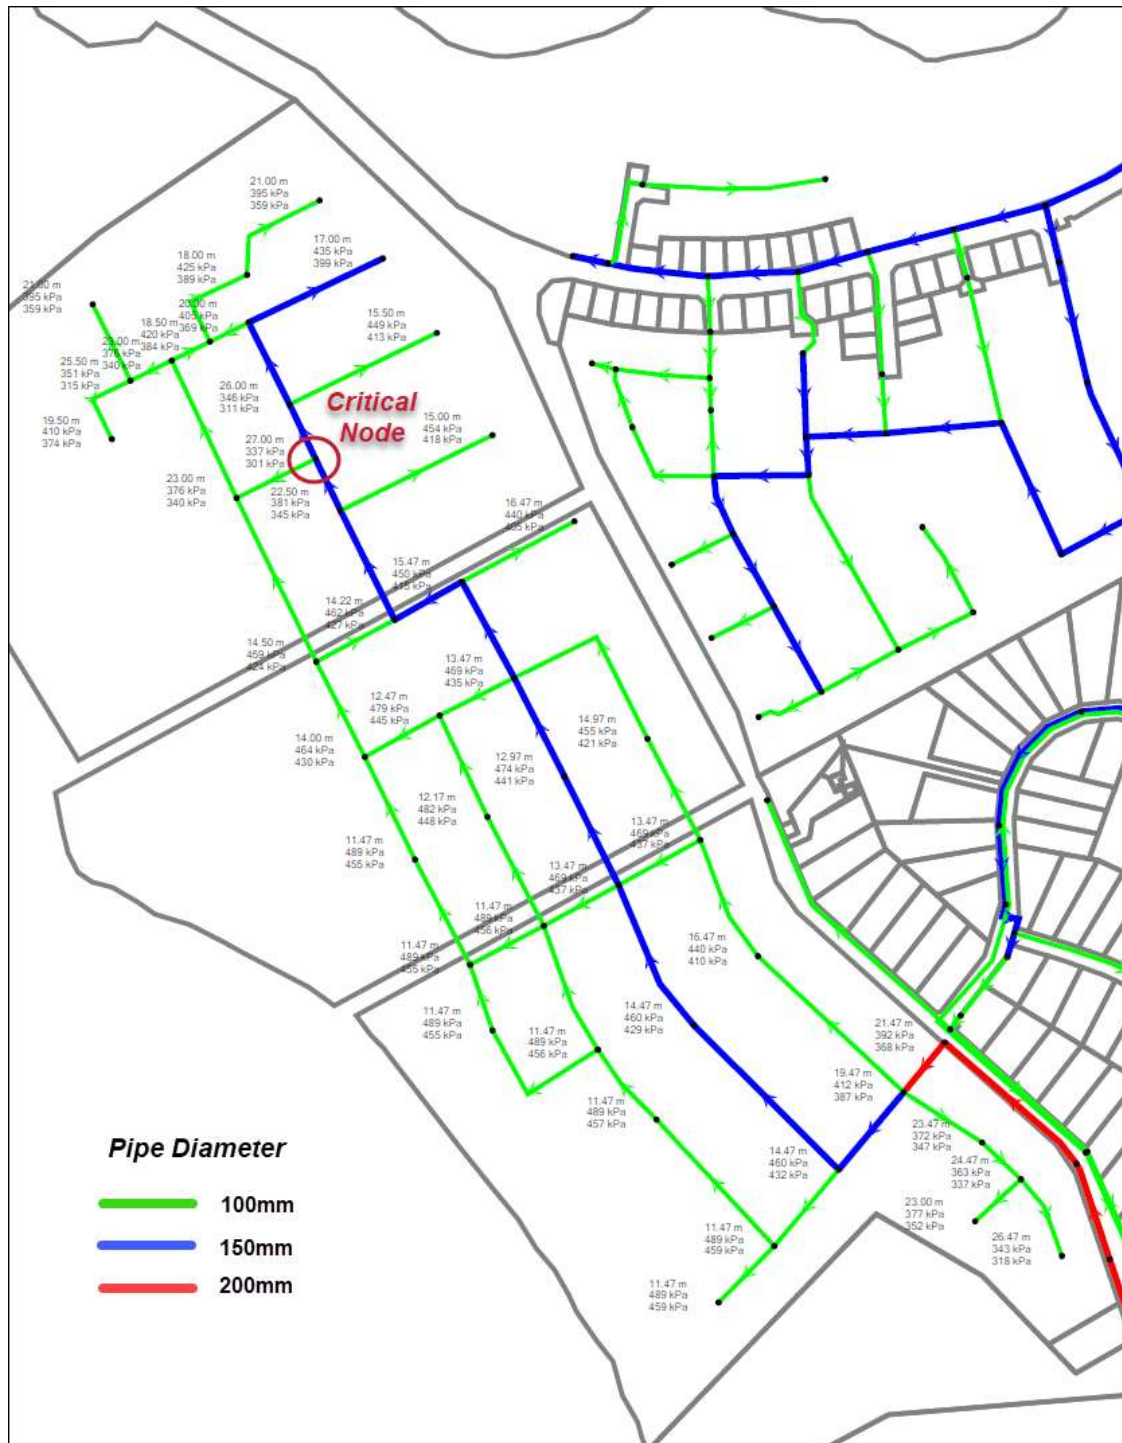 21.00 m
395 kPa
359 kPa
17.00 m
435 kPa
399 kPa
18.00 m
425 kPa
389 kPa
395 kPa
359 kPa
20.00 m
405 kPa
369 kPa
15.50 m
449 kPa
413 kPa
18.50 m
420 kPa
384 kPa
23.00 m
376 kPa
340 kPa
25.50 m
351 kPa
315 kPa
26.00 m
346 kPa
311 kPa
Critical
Node
19.50 m
410 kPa
374 kPa
15.00 m
454 kPa
418 kPa
27.00 m
337 kPa
301 kPa
23.00 m
376 kPa
340 kPa
22.50 m
381 kPa
345 kPa
16.47 m
440 kPa
405 kPa
15.47 m
450 kPa
14.22 m
462 kPa
427 kPa
14.50 m
459 kPa
424 kPa
13.47 m
469 kPa
435 kPa
12.47 m
479 kPa
445 kPa
14.97 m
455 kPa
421 kPa
14.00 m
464 kPa
430 kPa
12.97 m
474 kPa
441 kPa
12.17 m
482 kPa
448 kPa
13.47 m
469 kPa
437 kPa
11.47 m
489 kPa
455 kPa
13.47 m
469 kPa
437 kPa
11.47 m
489 kPa
456 kPa
11.47 m
489 kPa
455 kPa
16.47 m
440 kPa
410 kPa
11.47 m
489 kPa
455 kPa
14.47 m
460 kPa
429 kPa
11.47 m
489 kPa
456 kPa
21.47 m
392 kPa
368 kPa
19.47 m
412 kPa
387 kPa
11.47 m
489 kPa
457 kPa
23.47 m
372 kPa
347 kPa
14.47 m
460 kPa
432 kPa
24.47 m
363 kPa
337 kPa
23.00 m
377 kPa
352 kPa
11.47 m
489 kPa
459 kPa
26.47 m
343 kPa
318 kPa
11.47 m
489 kPa
459 kPa
Pipe Diameter
100mm
150mm
200mm